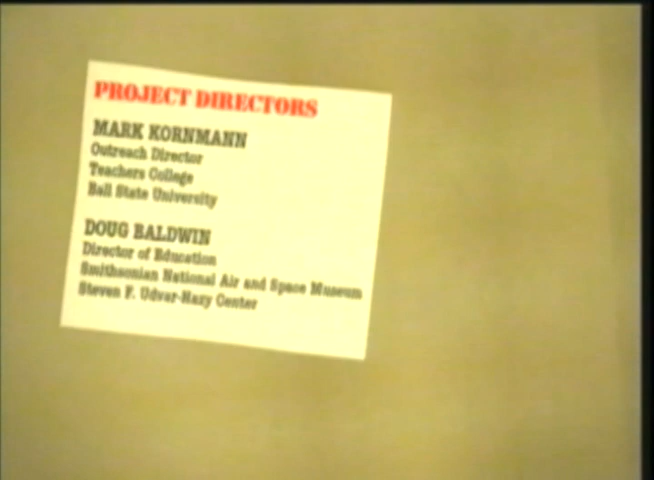 PROJECT DIRECTORS
MARK KORNMANN
Outreach Director
Teachers College
Ball State University
DOUG BALDWIN
Director of Education
Smithsonian National Air and Space Museum
Steven F. Udvar-Hazy Center